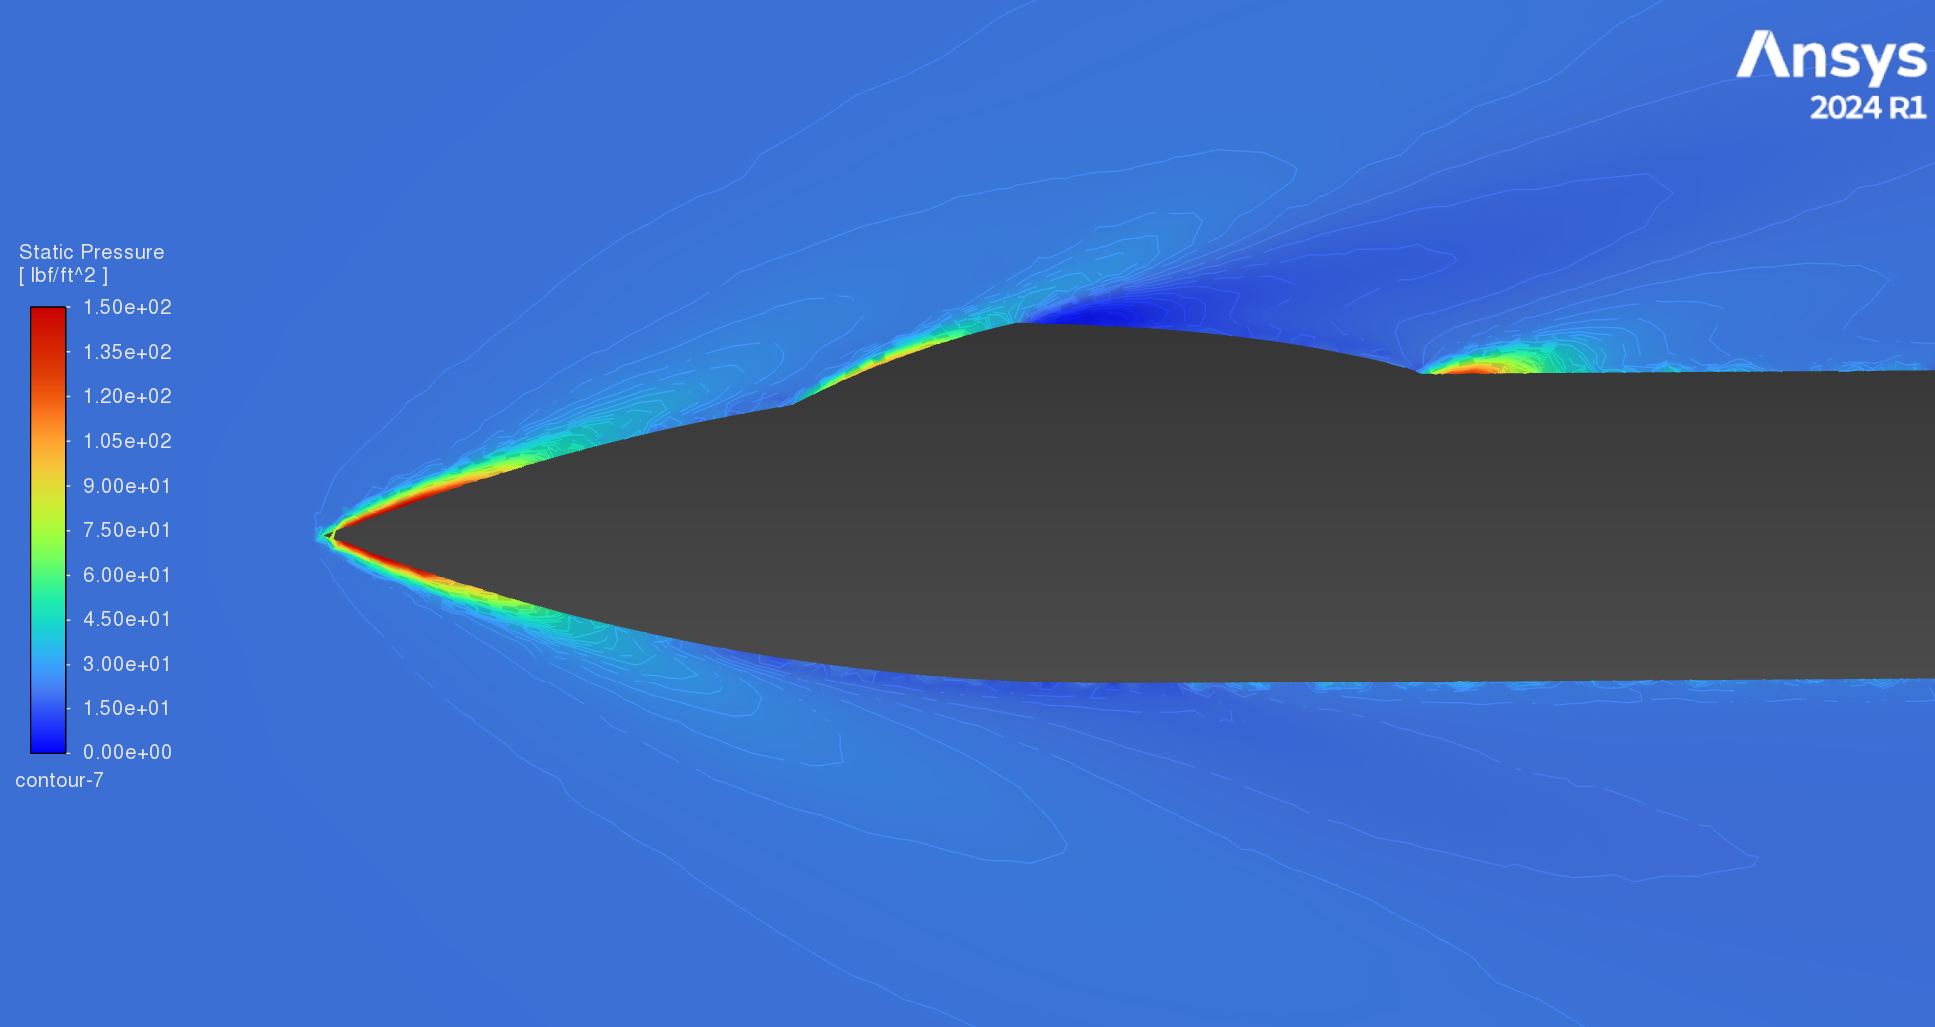 Ansys
2024 R1
Static Pressure
[ lbf/ft^2 ]
1.50e+02
1.35e+02
1.20e+02
1.05e+02
9.00e+01
7.50e+01
6.00e+01
4.50e+01
3.00e+01
1.50e+01
0.00e+00
contour-7